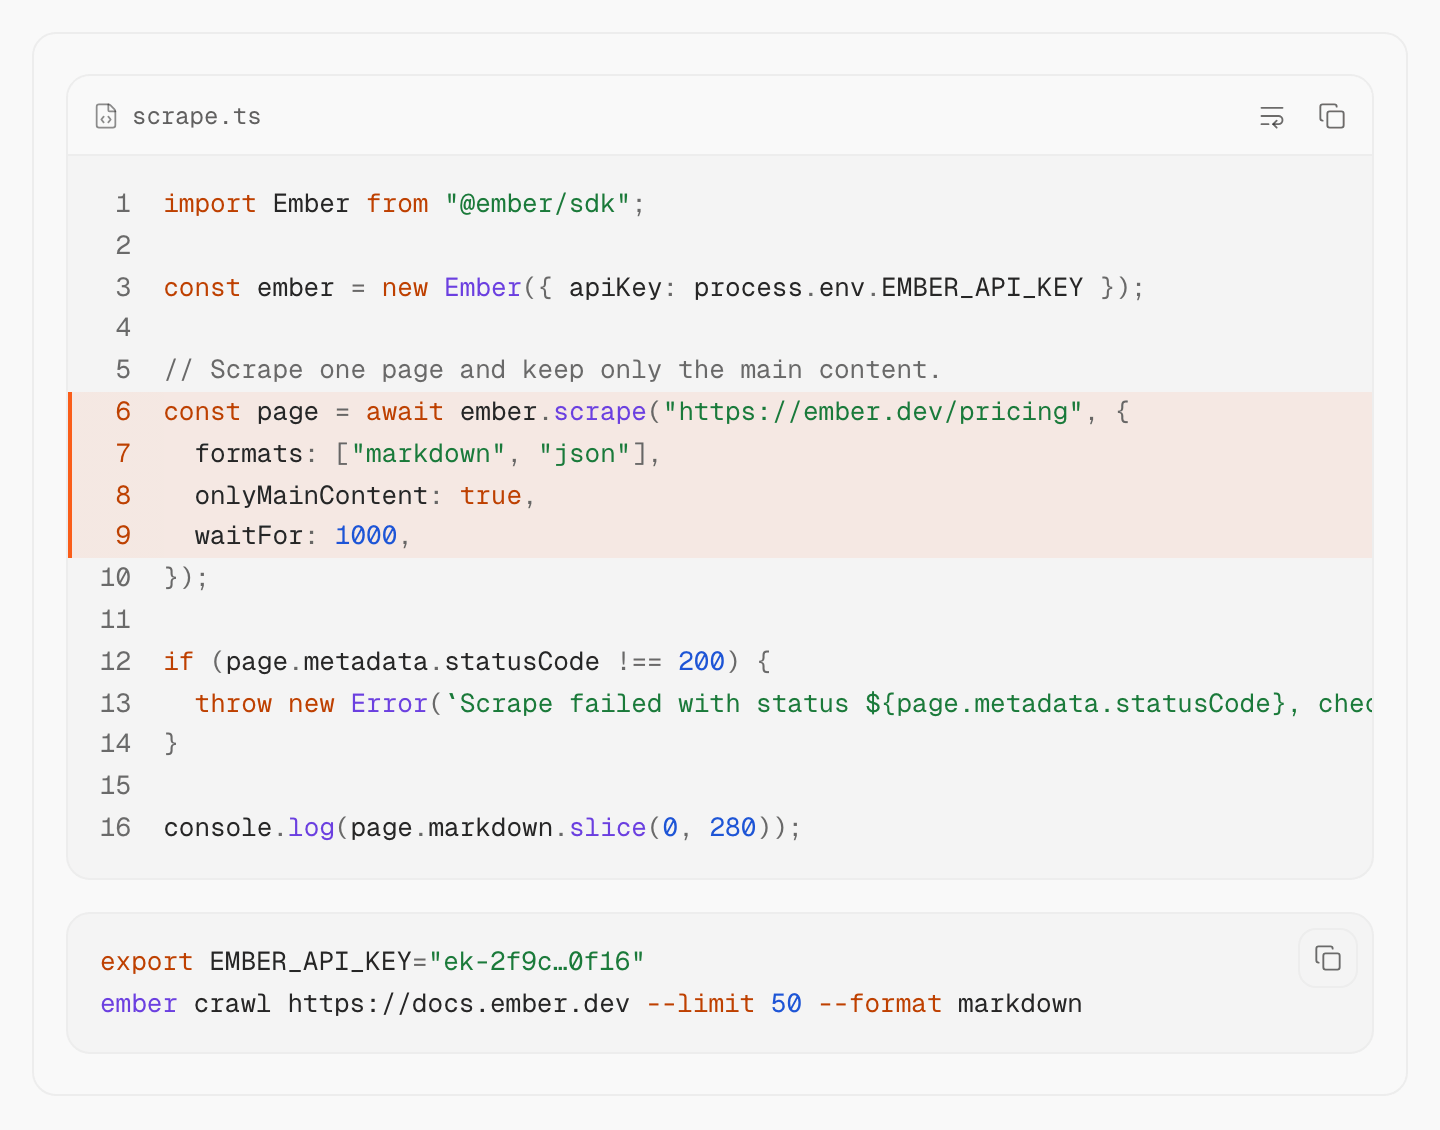 scrape.ts
1 import Ember from "@ember/sdk";
2
3 const ember = new Ember({ apiKey: process.env.EMBER_API_KEY });
4
5 // Scrape one page and keep only the main content.
6 const page = await ember.scrape("https://ember.dev/pricing", {
7   formats: ["markdown", "json"],
8   onlyMainContent: true,
9   waitFor: 1000,
10 });
11
12 if (page.metadata.statusCode !== 200) {
13   throw new Error(`Scrape failed with status ${page.metadata.statusCode},
14 }
15
16 console.log(page.markdown.slice(0, 280));
export EMBER_API_KEY="ek-2f9c…0f16"
ember crawl https://docs.ember.dev --limit 50 --format markdown